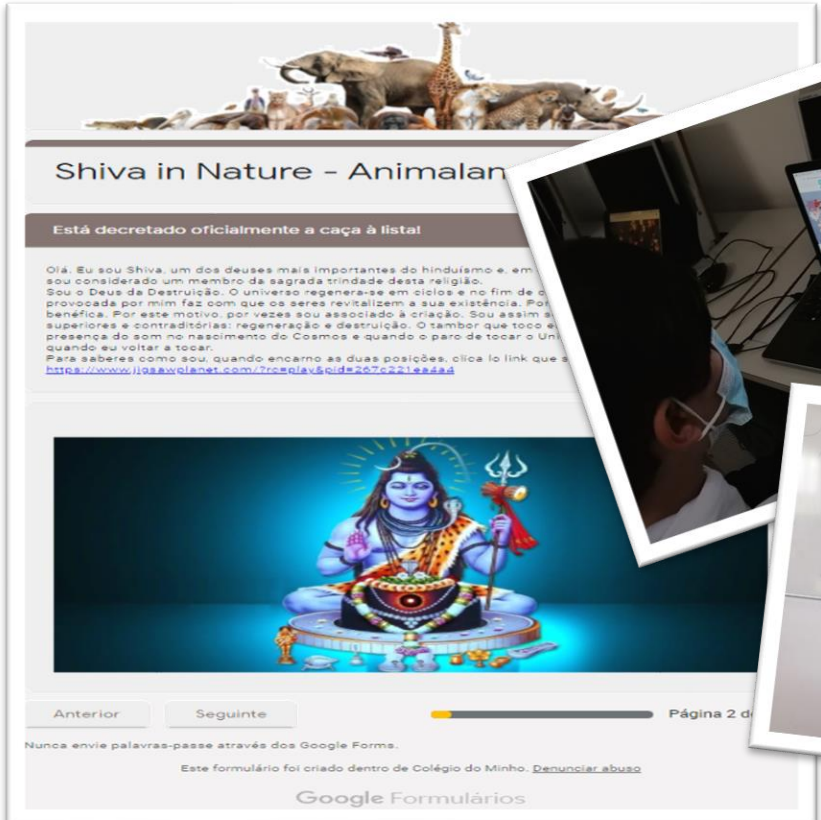 Shiva in Nature - Animalan
Está decretado oficialmente a caça à lista!
Olá. Eu sou Shiva, um dos deuses mais importantes do hinduísmo e, em
sou considerado um membro da sagrada trindade desta religião.
Sou o Deus da Destruição. O universo regenera-se em ciclos e no fim de
provocada por mim faz com que os seres revitalizem a sua existência. Por
benéfica. Por este motivo, por vezes sou associado à criação. Sou assim
superiores e contraditórias: regeneração e destruição. O tambor que toco
presença do som no nascimento do Cosmos e quando o paro de tocar o Uni
quando eu voltar a tocar.
Para saberes como sou, quando encarno as duas posições, clica lo link que s
https://www.jigsawplanet.com/?rc=play&pid=267c221ea4a4
Anterior
Seguinte
Página 2 d
Nunca envie palavras-passe através dos Google Forms.
Este formulário foi criado dentro de Colégio do Minho. Denunciar abuso
Google Formulários